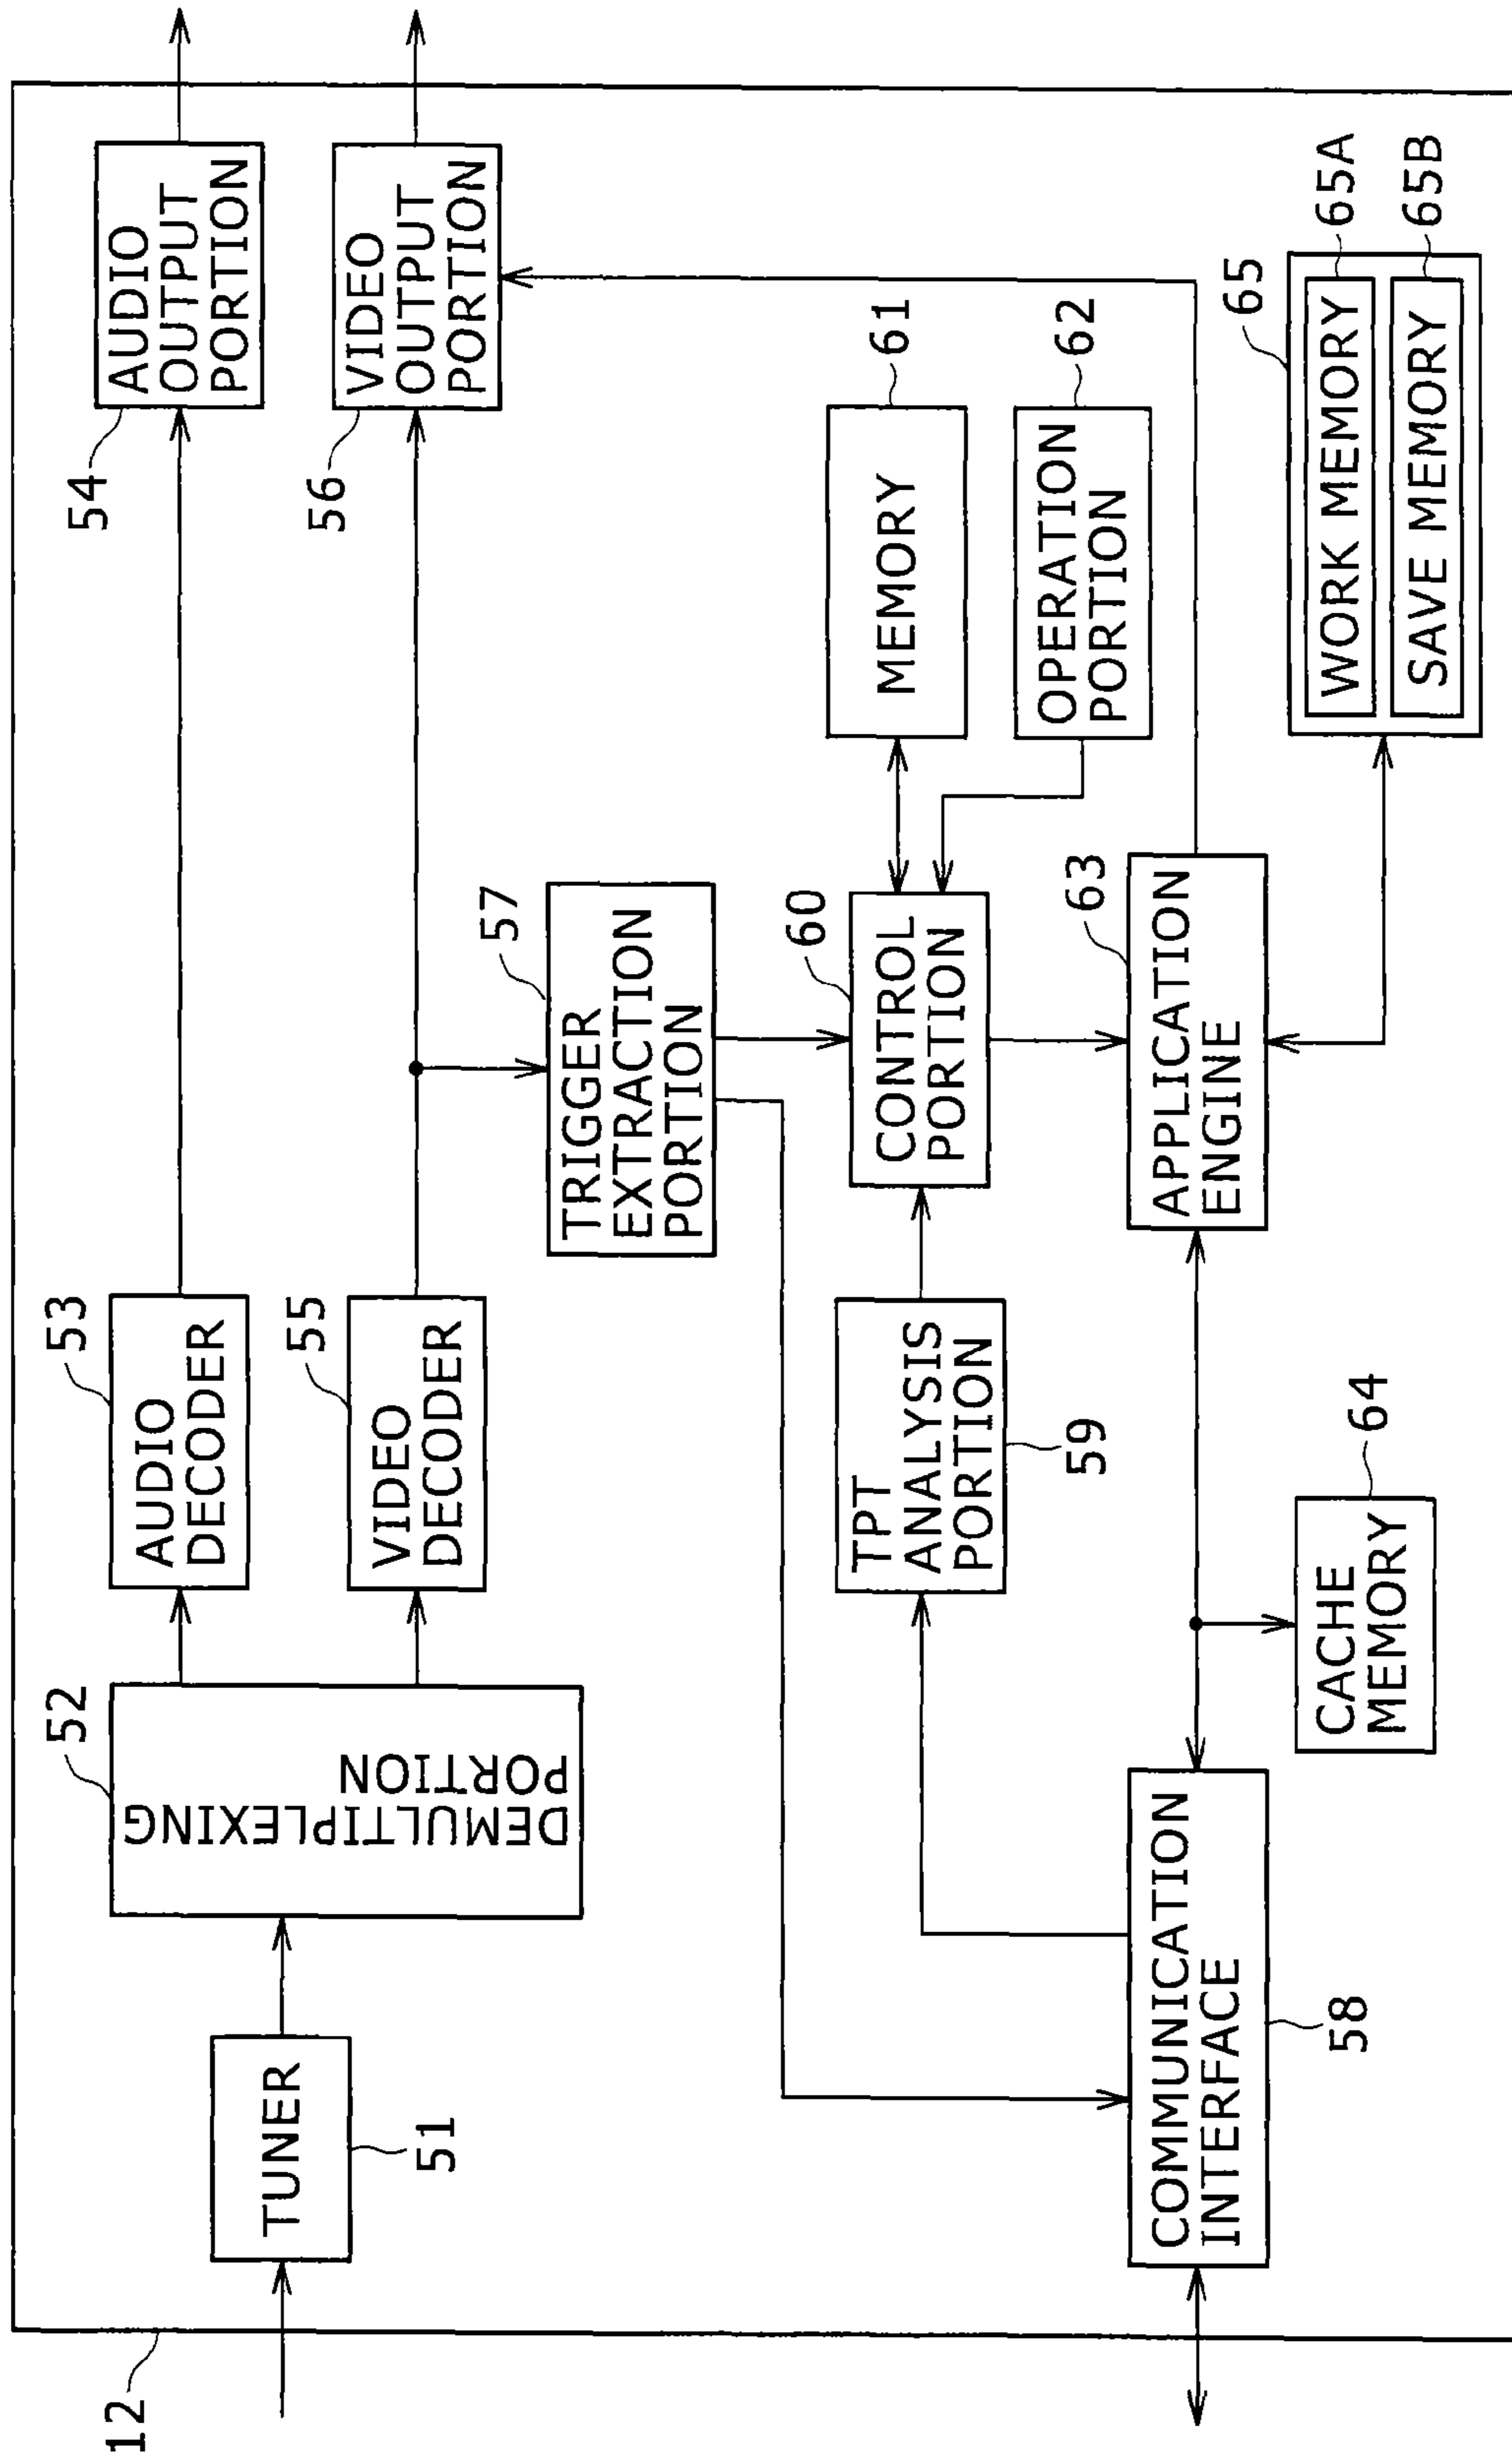 12
TUNER
51
52
DEMULTIPLEXING
PORTION
53
AUDIO
DECODER
54
AUDIO
OUTPUT
PORTION
55
VIDEO
DECODER
56
VIDEO
OUTPUT
PORTION
57
TRIGGER
EXTRACTION
PORTION
TPT
ANALYSIS
PORTION
59
60
CONTROL
PORTION
MEMORY
61
OPERATION
PORTION
62
COMMUNICATION
INTERFACE
58
63
APPLICATION
ENGINE
CACHE
MEMORY
64
65
WORK MEMORY
65A
SAVE MEMORY
65B